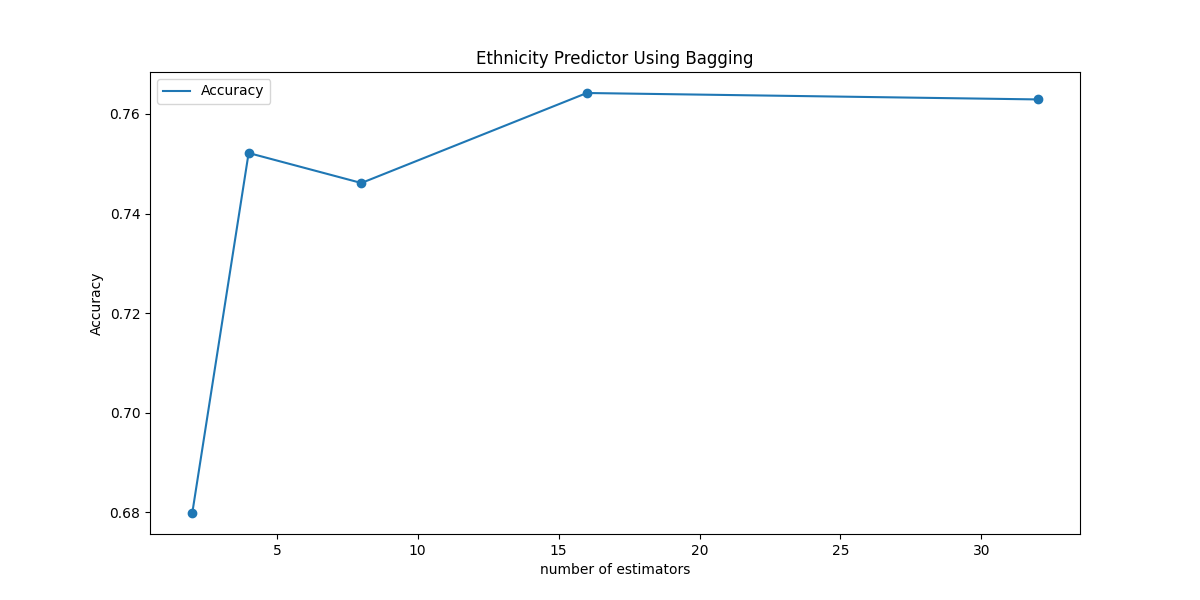 Ethnicity Predictor Using Bagging
Accuracy
0.76
0.74
0.72
0.70
0.68
Accuracy
5 10 15 20 25 30
number of estimators